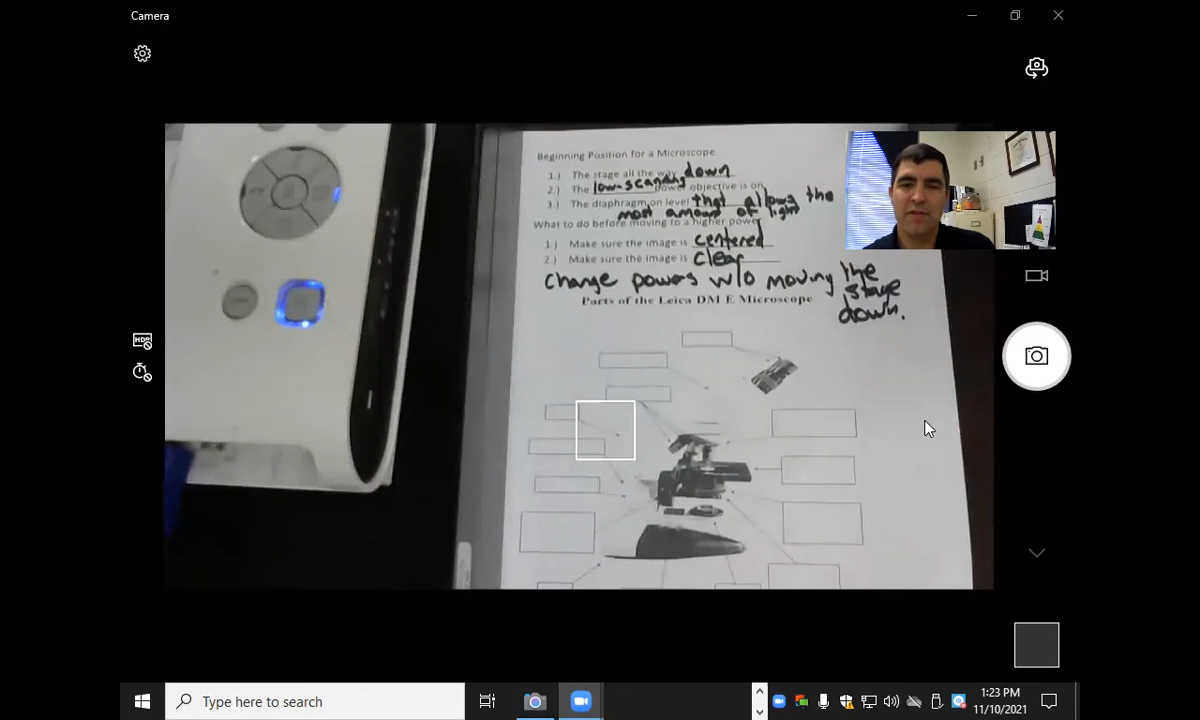 Camera
Beginning Position for a Microscope
1.) The stage all the way down
2.) The low-scanning power objective is on
3.) The diaphragm on level that allows the
most amount of light
What to do before moving to a higher power
1.) Make sure the image is centered
2.) Make sure the image is clear
change powers w/o moving the
stage
down.
Parts of the Leica DM E Microscope
HDR
Type here to search
1:23 PM
11/10/2021